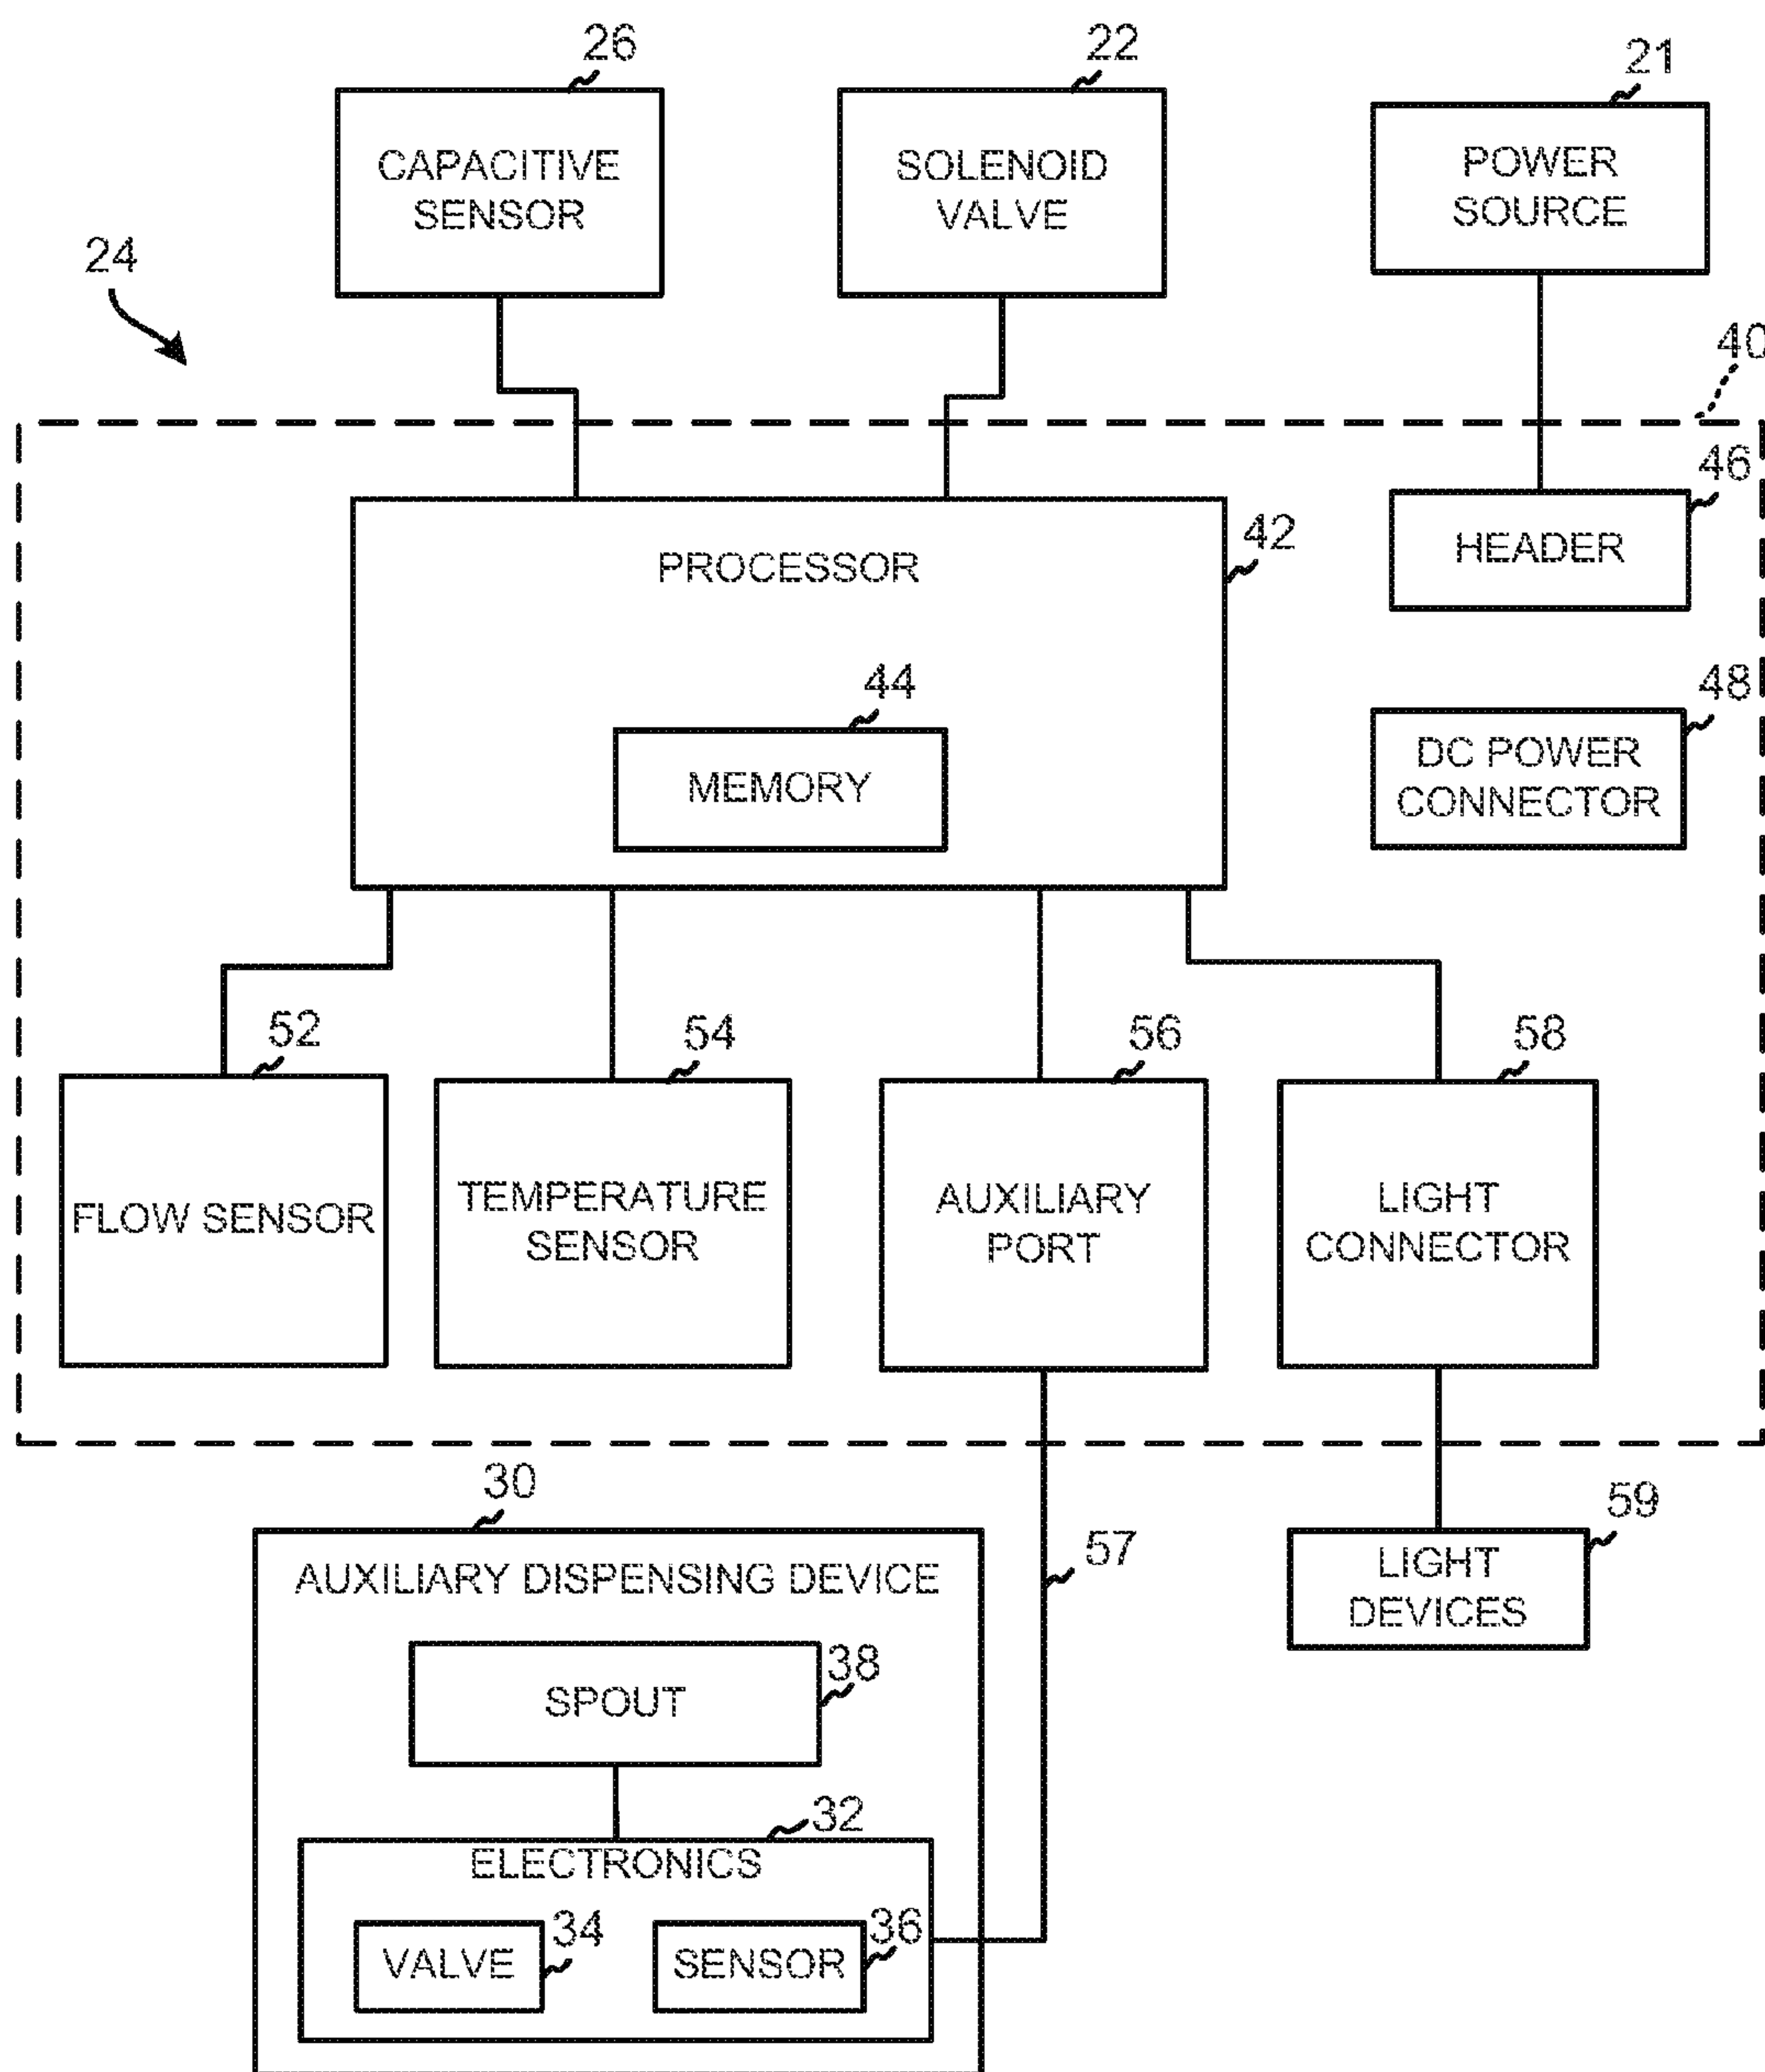 26
22
21
CAPACITIVE
SENSOR
SOLENOID
VALVE
POWER
SOURCE
24
40
46
PROCESSOR
42
HEADER
44
48
MEMORY
DC POWER
CONNECTOR
52
54
56
58
FLOW SENSOR
TEMPERATURE
SENSOR
AUXILIARY
PORT
LIGHT
CONNECTOR
30
57
59
AUXILIARY DISPENSING DEVICE
LIGHT
DEVICES
38
SPOUT
32
ELECTRONICS
34
36
VALVE
SENSOR